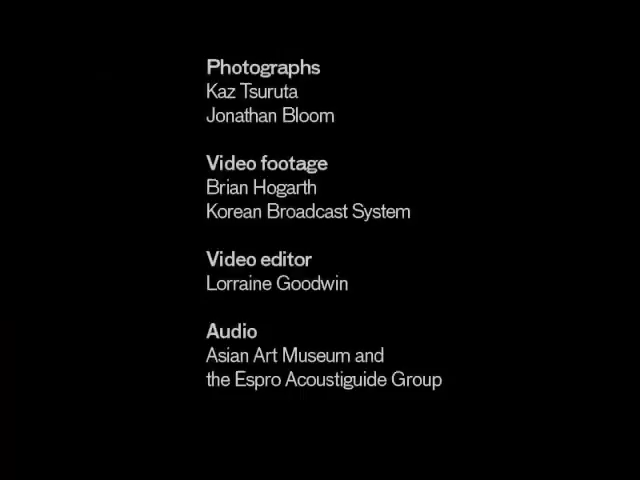 Photographs
Kaz Tsuruta
Jonathan Bloom
Video footage
Brian Hogarth
Korean Broadcast System
Video editor
Lorraine Goodwin
Audio
Asian Art Museum and
the Espro Acoustiguide Group